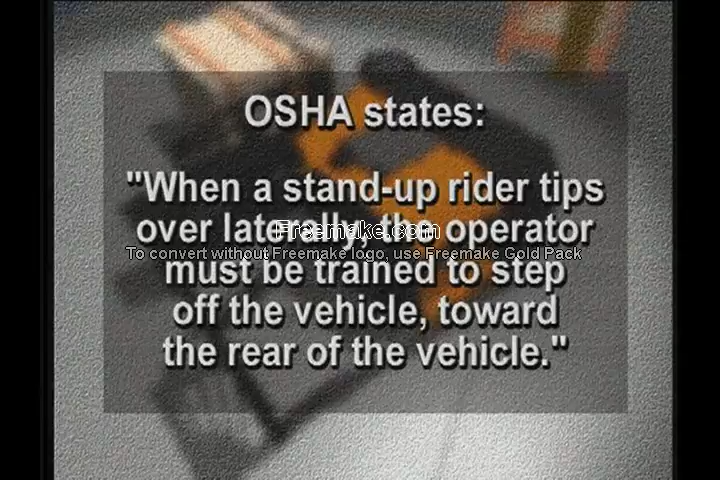 OSHA states:
"When a stand-up rider tips
over laterally, the operator
Freemake.com
To convert without Freemake logo, use Freemake Gold Pack
must be trained to step
off the vehicle, toward
the rear of the vehicle."